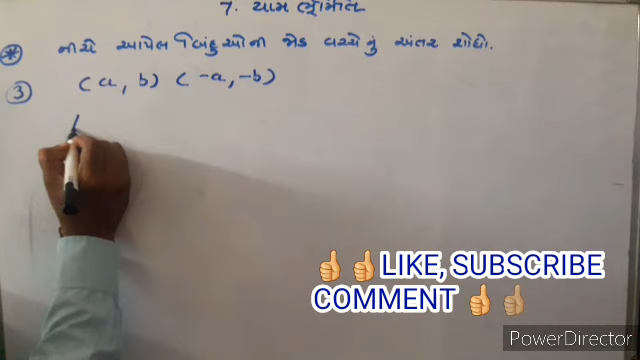 7. યામ ભૂમિતિ
* નીચે આપેલ બિંદુઓની જોડ વચ્ચેનું અંતર શોધો.
3 (a, b) (-a, -b)
👍👍LIKE, SUBSCRIBE
COMMENT 👍👍
PowerDirector